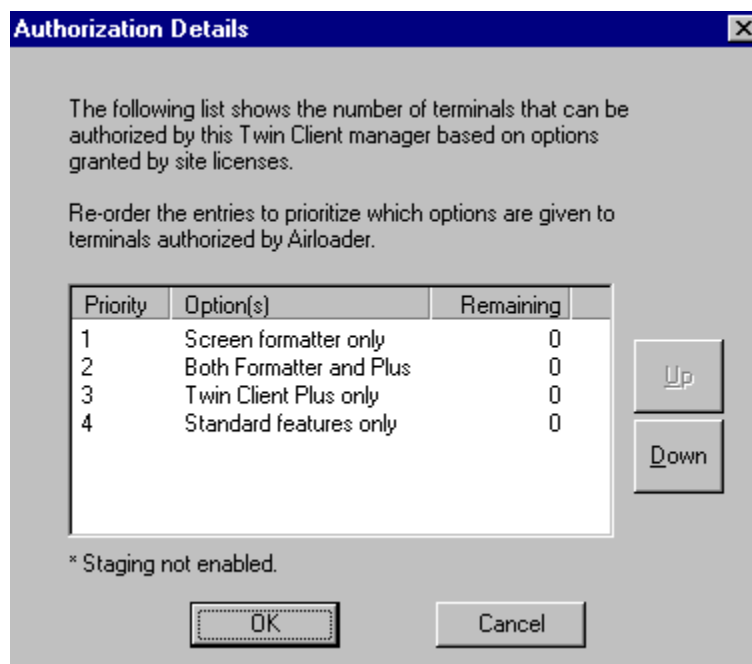 Authorization Details
The following list shows the number of terminals that can be
authorized by this Twin Client manager based on options
granted by site licenses.
Re-order the entries to prioritize which options are given to
terminals authorized by Airloader.
Priority Option(s) Remaining
1 Screen formatter only 0
2 Both Formatter and Plus 0
3 Twin Client Plus only 0
4 Standard features only 0
Up
Down
* Staging not enabled.
OK Cancel